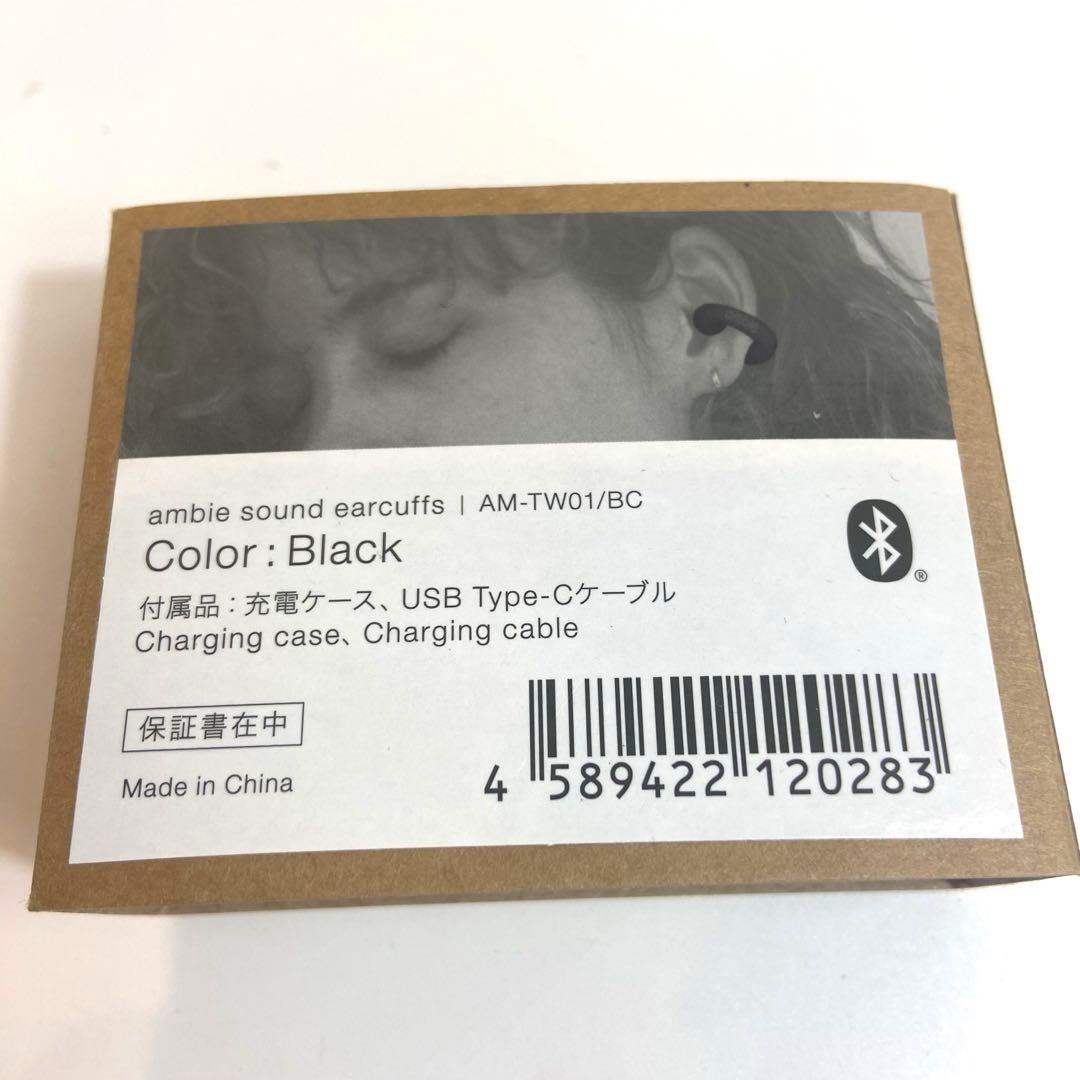 ambie sound earcuffs | AM-TW01/BC
Color : Black
付属品 : 充電ケース、USB Type-Cケーブル
Charging case、Charging cable
®
保証書在中
Made in China
4 589422 120283